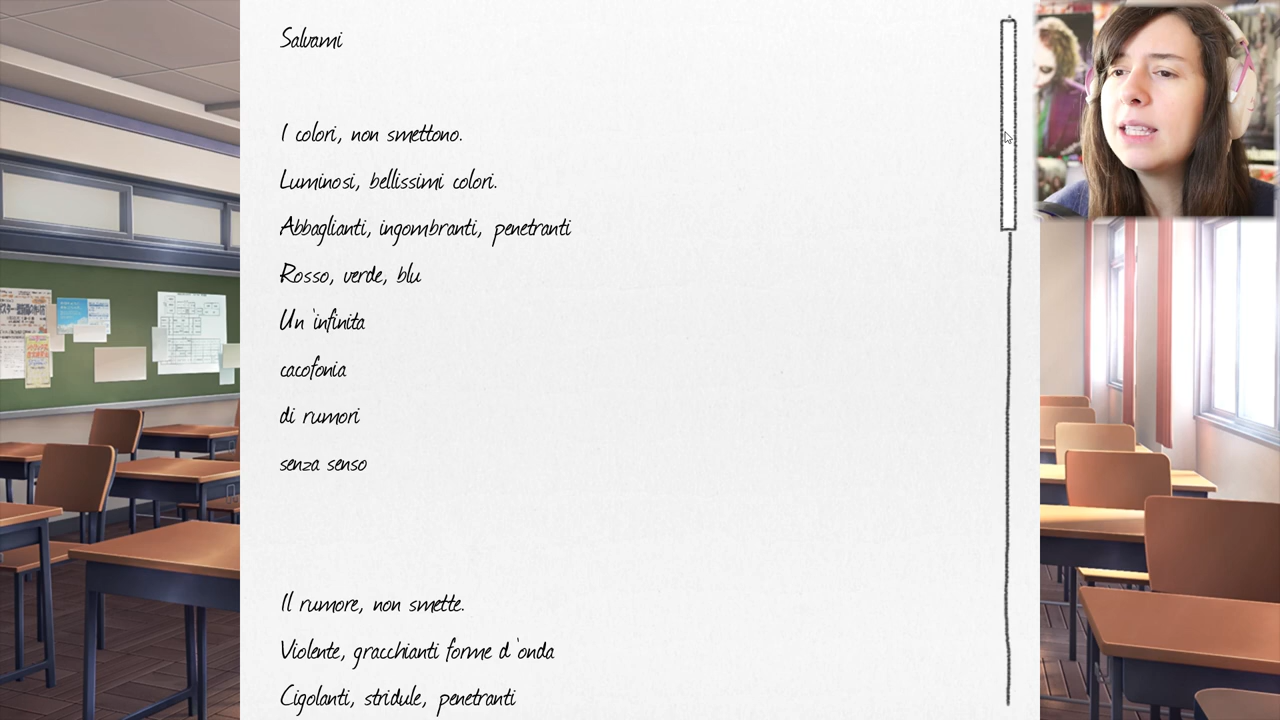 Salvami
I colori, non smettono.
Luminosi, bellissimi colori.
Abbaglianti, ingombranti, penetranti
Rosso, verde, blu
Un'infinita
cacofonia
di rumori
senza senso
Il rumore, non smette.
Violente, gracchianti forme d'onda
Cigolanti, stridule, penetranti